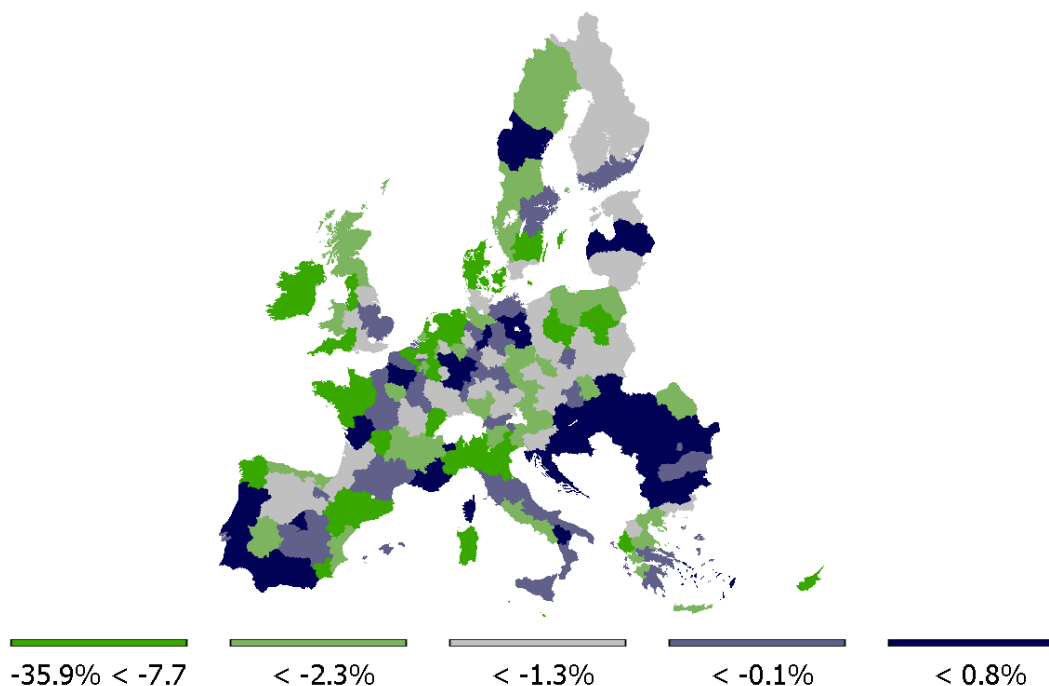 -35.9% < -7.7 < -2.3% < -1.3% < -0.1% < 0.8%